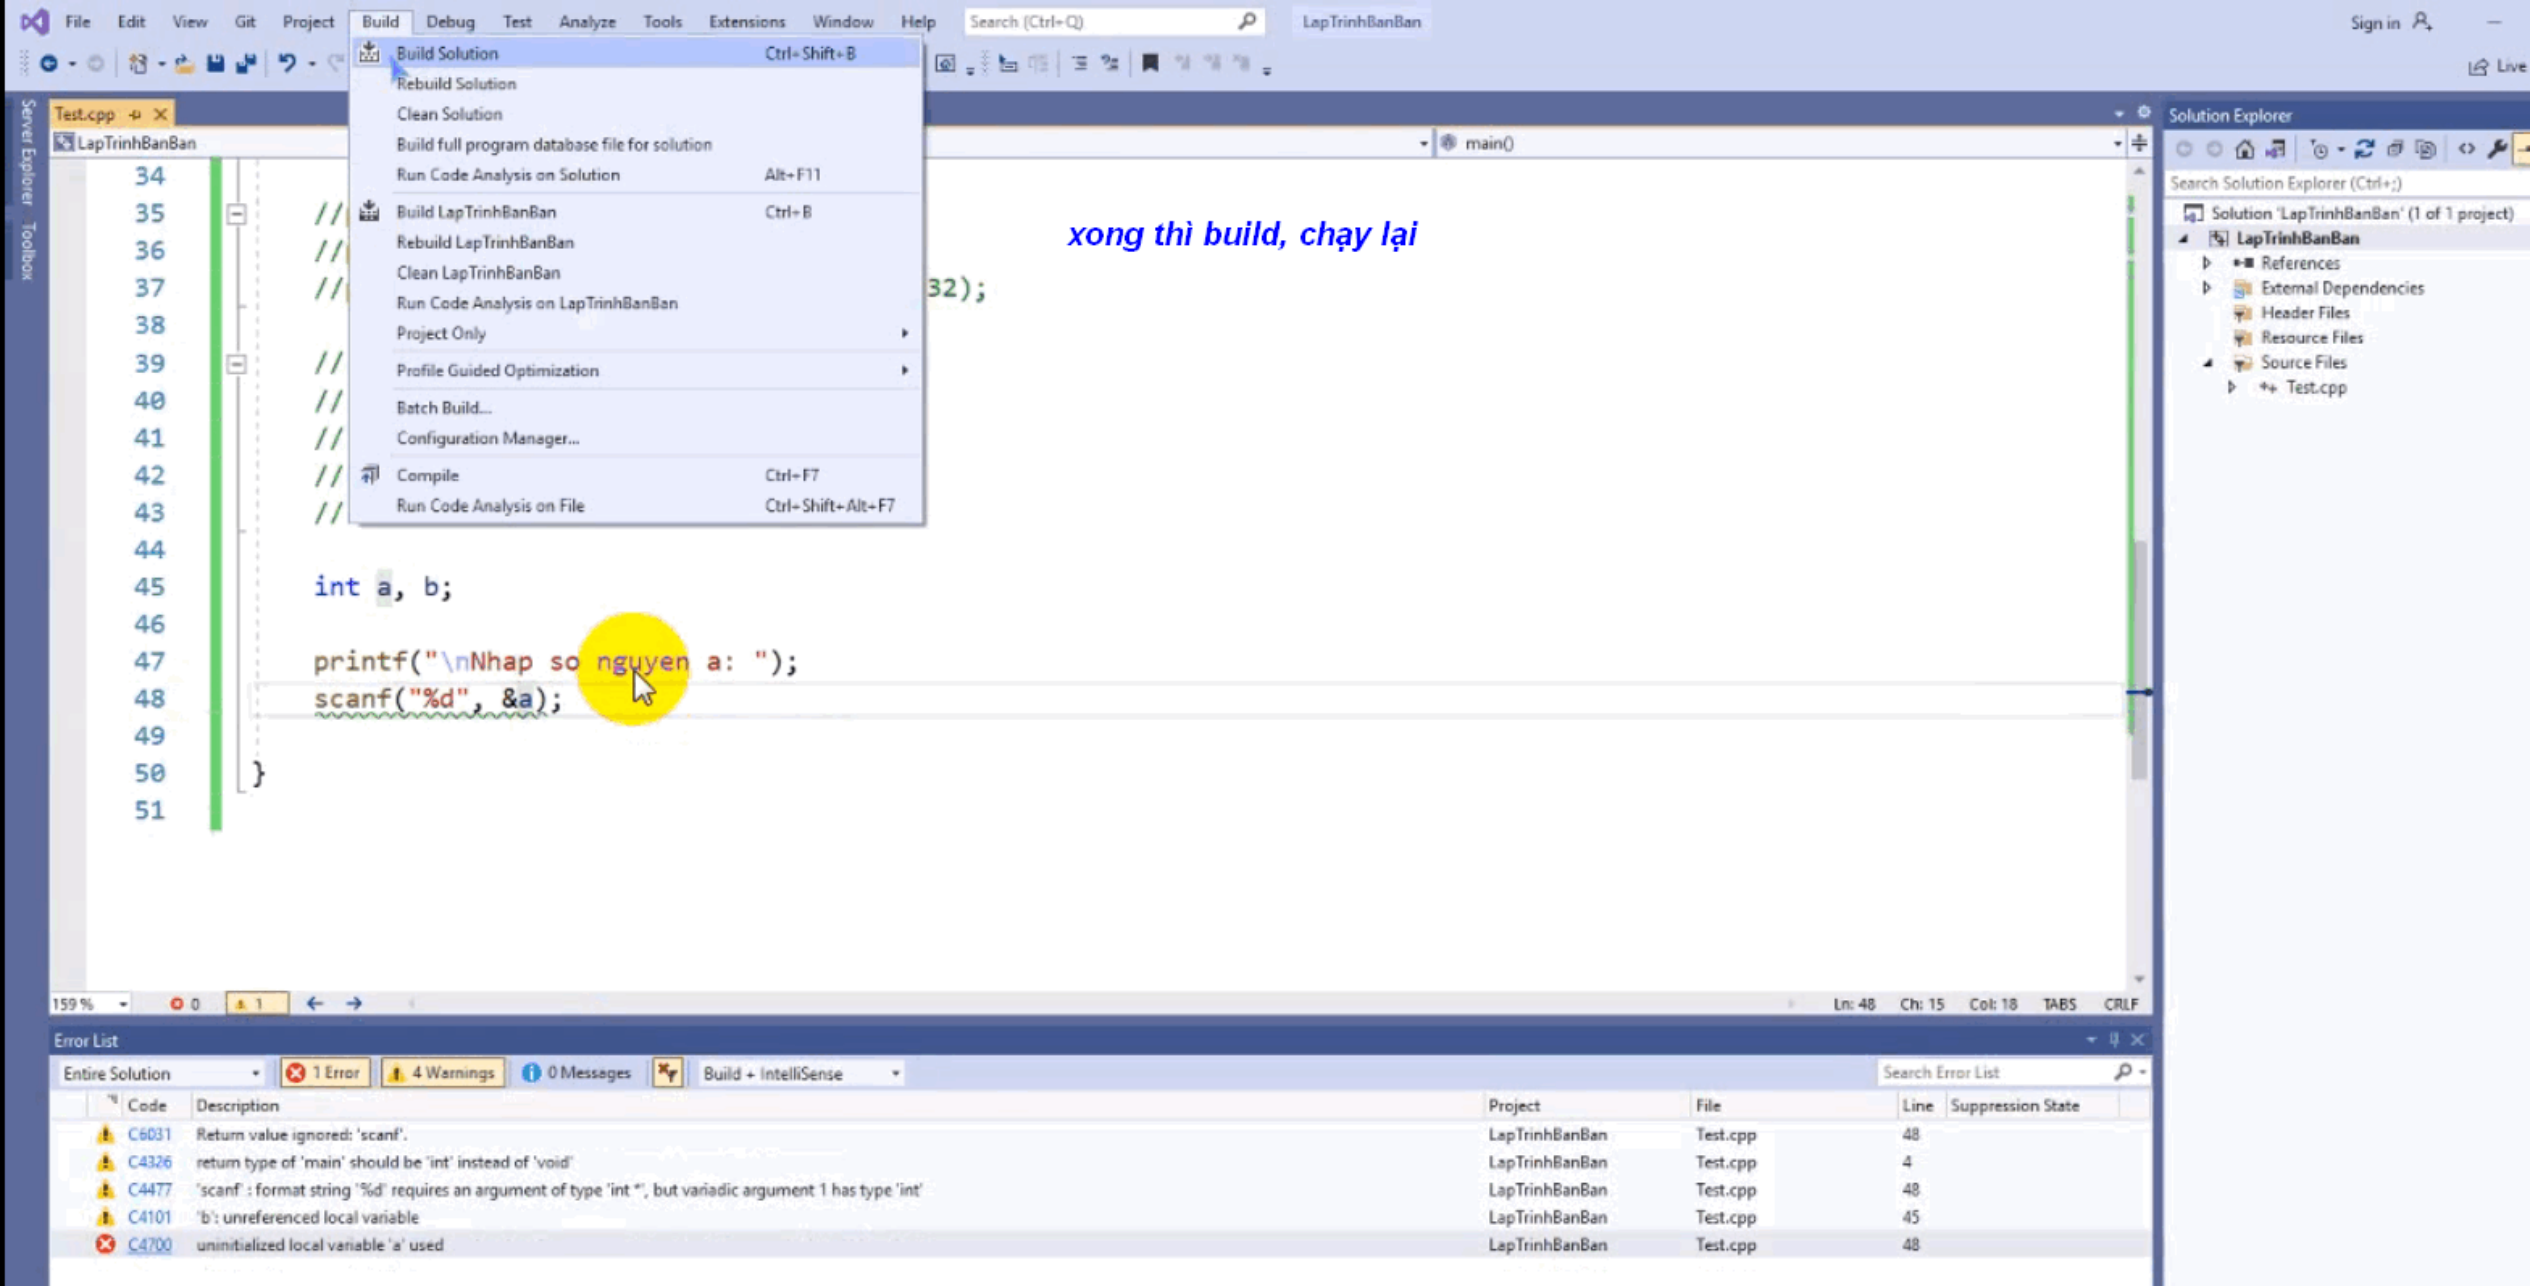 File Edit View Git Project Build Debug Test Analyze Tools Extensions Window Help Search (Ctrl+Q) LapTrinhBanBan Sign in
Live
Build Solution Ctrl+Shift+B
Rebuild Solution
Clean Solution
Build full program database file for solution
Run Code Analysis on Solution Alt+F11
Build LapTrinhBanBan Ctrl+B
Rebuild LapTrinhBanBan
Clean LapTrinhBanBan
Run Code Analysis on LapTrinhBanBan
Project Only
Profile Guided Optimization
Batch Build...
Configuration Manager...
Compile Ctrl+F7
Run Code Analysis on File Ctrl+Shift+Alt+F7
Server Explorer
Toolbox
Test.cpp
LapTrinhBanBan main()
xong thì build, chạy lại
34
35 //
36 //
37 // 32);
38
39 //
40 //
41 //
42 //
43 //
44
45 int a, b;
46
47 printf("\nNhap so nguyen a: ");
48 scanf("%d", &a);
49
50 }
51
159 % 0 1 Ln: 48 Ch: 15 Col: 18 TABS CRLF
Solution Explorer
Search Solution Explorer (Ctrl+;)
Solution 'LapTrinhBanBan' (1 of 1 project)
LapTrinhBanBan
References
External Dependencies
Header Files
Resource Files
Source Files
++ Test.cpp
Error List
Entire Solution 1 Error 4 Warnings 0 Messages Build + IntelliSense Search Error List
Code Description Project File Line Suppression State
C6031 Return value ignored: 'scanf'. LapTrinhBanBan Test.cpp 48
C4326 return type of 'main' should be 'int' instead of 'void' LapTrinhBanBan Test.cpp 4
C4477 'scanf' : format string '%d' requires an argument of type 'int *', but variadic argument 1 has type 'int' LapTrinhBanBan Test.cpp 48
C4101 'b': unreferenced local variable LapTrinhBanBan Test.cpp 45
C4700 uninitialized local variable 'a' used LapTrinhBanBan Test.cpp 48